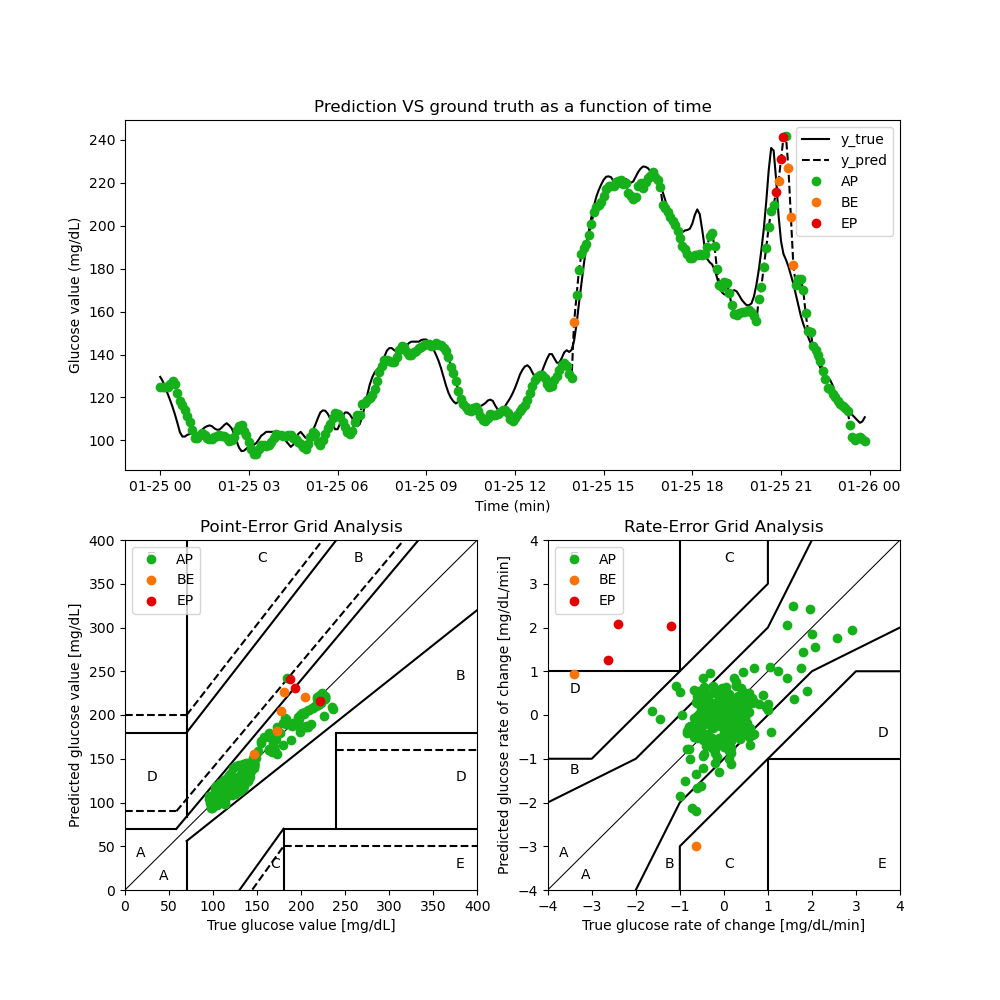 Prediction VS ground truth as a function of time
Glucose value (mg/dL)
240
220
200
180
160
140
120
100
y_true
y_pred
AP
BE
EP
01-25 00 01-25 03 01-25 06 01-25 09 01-25 12 01-25 15 01-25 18 01-25 21 01-26 00
Time (min)
Point-Error Grid Analysis
Predicted glucose value [mg/dL]
400
350
300
250
200
150
100
50
0
AP
BE
EP
C
B
B
D
D
A
A
C
E
0 50 100 150 200 250 300 350 400
True glucose value [mg/dL]
Rate-Error Grid Analysis
Predicted glucose rate of change [mg/dL/min]
4
3
2
1
0
−1
−2
−3
−4
AP
BE
EP
C
D
D
B
A
A
B
C
E
−4 −3 −2 −1 0 1 2 3 4
True glucose rate of change [mg/dL/min]